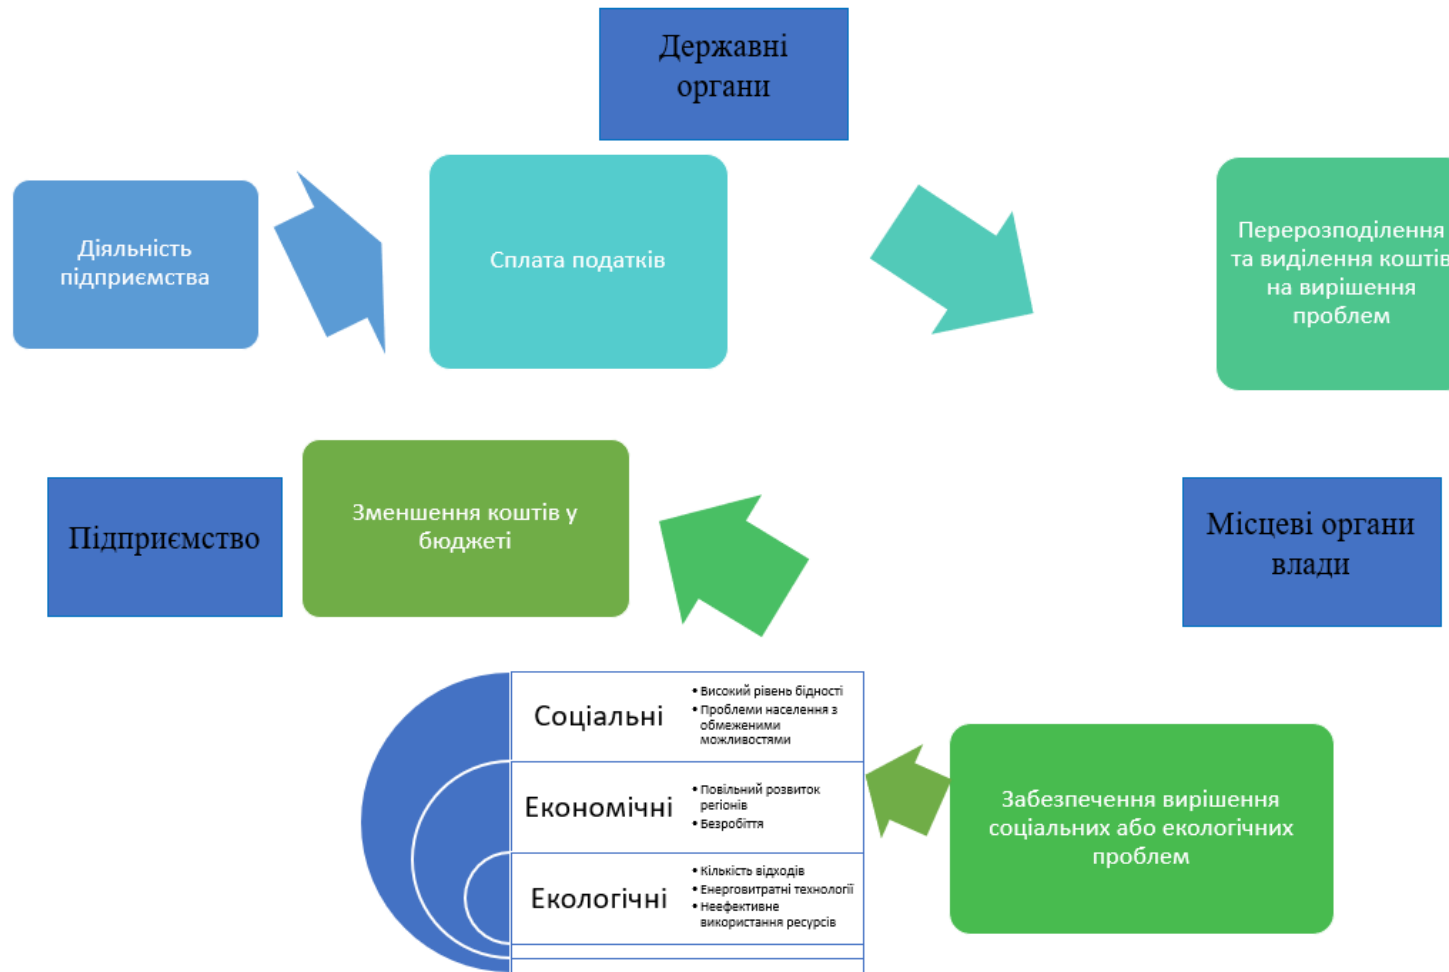 Державні
органи
Діяльність
підприємства
Сплата податків
Перерозподілення
та виділення коштів
на вирішення
проблем
Підприємство
Зменшення коштів у
бюджеті
Місцеві органи
влади
Соціальні
• Високий рівень бідності
• Проблеми населення з
обмеженими
можливостями
Економічні
• Повільний розвиток
регіонів
• Безробіття
Екологічні
• Кількість відходів
• Енерговитратні технології
• Неефективне
використання ресурсів
Забезпечення вирішення
соціальних або екологічних
проблем